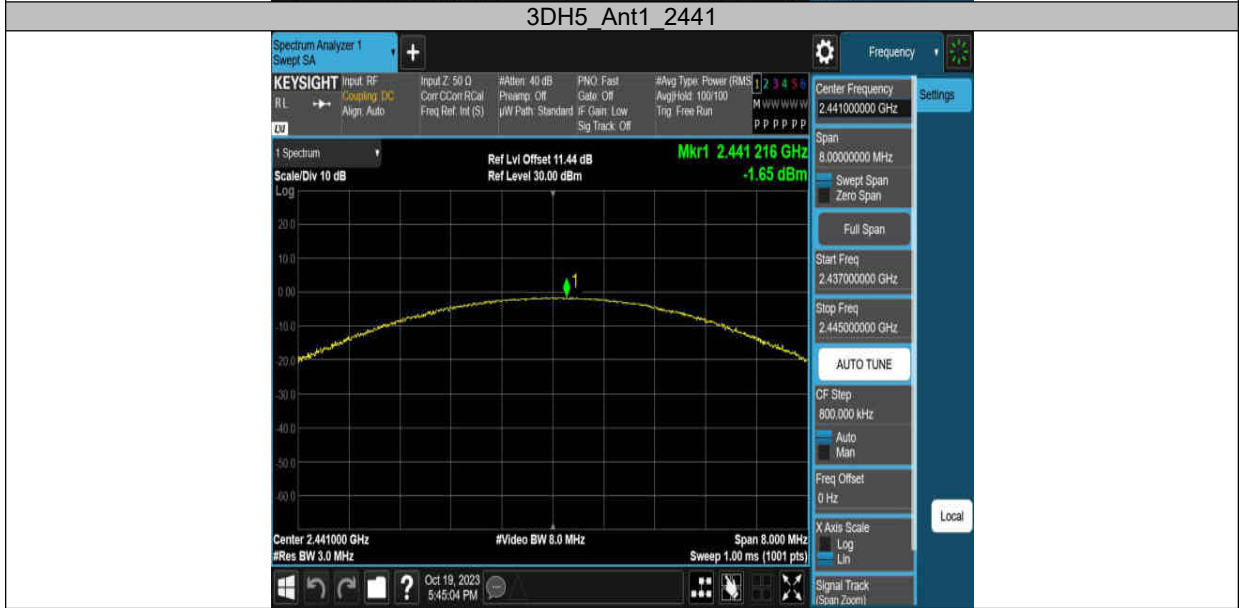 3DH5_Ant1_2441
Spectrum Analyzer 1
Swept SA
+
Frequency
KEYSIGHT
RL
LXI
Input: RF
Coupling: DC
Align: Auto
Input Z: 50 Ω
Corr CCorr RCal
Freq Ref: Int (S)
#Atten: 40 dB
Preamp: Off
µW Path: Standard
PNO: Fast
Gate: Off
IF Gain: Low
Sig Track: Off
#Avg Type: Power (RMS
Avg|Hold: 100/100
Trig: Free Run
1 2 3 4 5 6
M W W W W W
P P P P P P
Center Frequency
2.441000000 GHz
Settings
Span
8.00000000 MHz
Swept Span
Zero Span
Full Span
Start Freq
2.437000000 GHz
Stop Freq
2.445000000 GHz
AUTO TUNE
CF Step
800.000 kHz
Auto
Man
Freq Offset
0 Hz
X Axis Scale
Log
Lin
Signal Track
(Span Zoom)
Local
1 Spectrum
Scale/Div 10 dB
Log
Ref Lvl Offset 11.44 dB
Ref Level 30.00 dBm
Mkr1 2.441 216 GHz
-1.65 dBm
20.0
10.0
0.00
-10.0
-20.0
-30.0
-40.0
-50.0
-60.0
1
Center 2.441000 GHz
#Res BW 3.0 MHz
#Video BW 8.0 MHz
Span 8.000 MHz
Sweep 1.00 ms (1001 pts)
?
Oct 19, 2023
5:45:04 PM